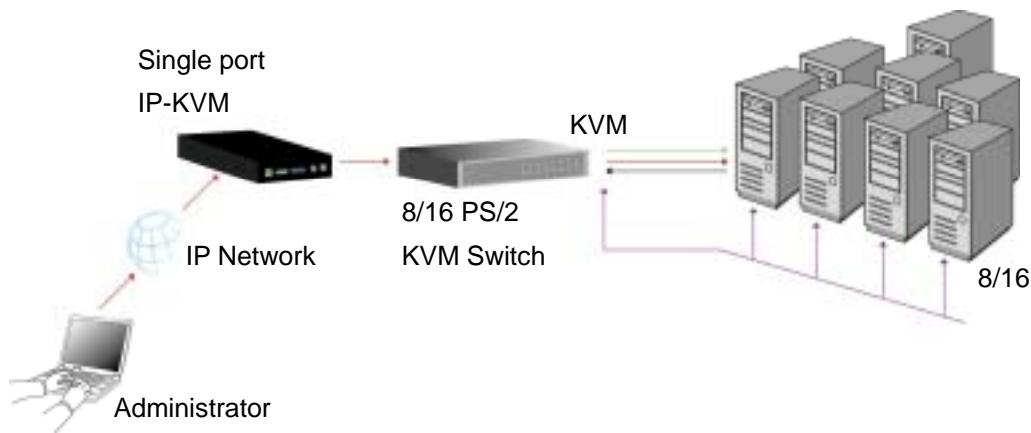 Single port
IP-KVM
KVM
8/16 PS/2
KVM Switch
IP Network
8/16
Administrator